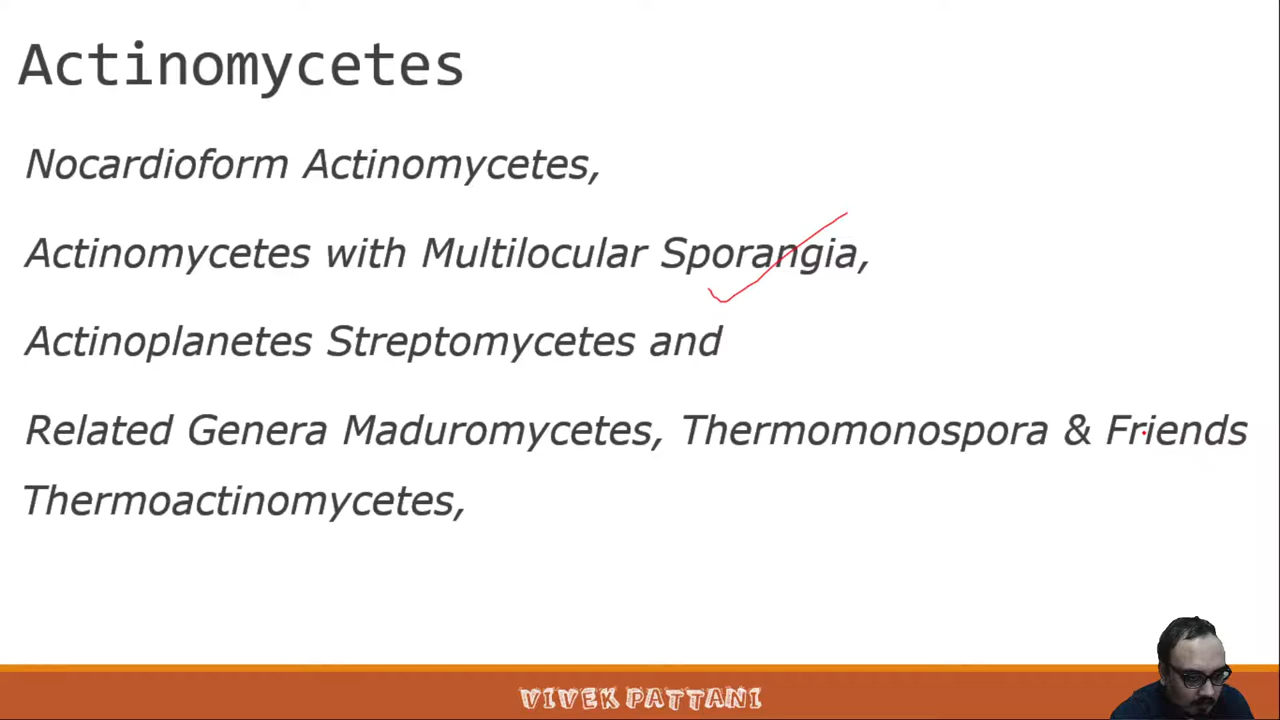 Actinomycetes
Nocardioform Actinomycetes,
Actinomycetes with Multilocular Sporangia,
Actinoplanetes Streptomycetes and
Related Genera Maduromycetes, Thermomonospora & Friends
Thermoactinomycetes,
VIVEK PATTANI